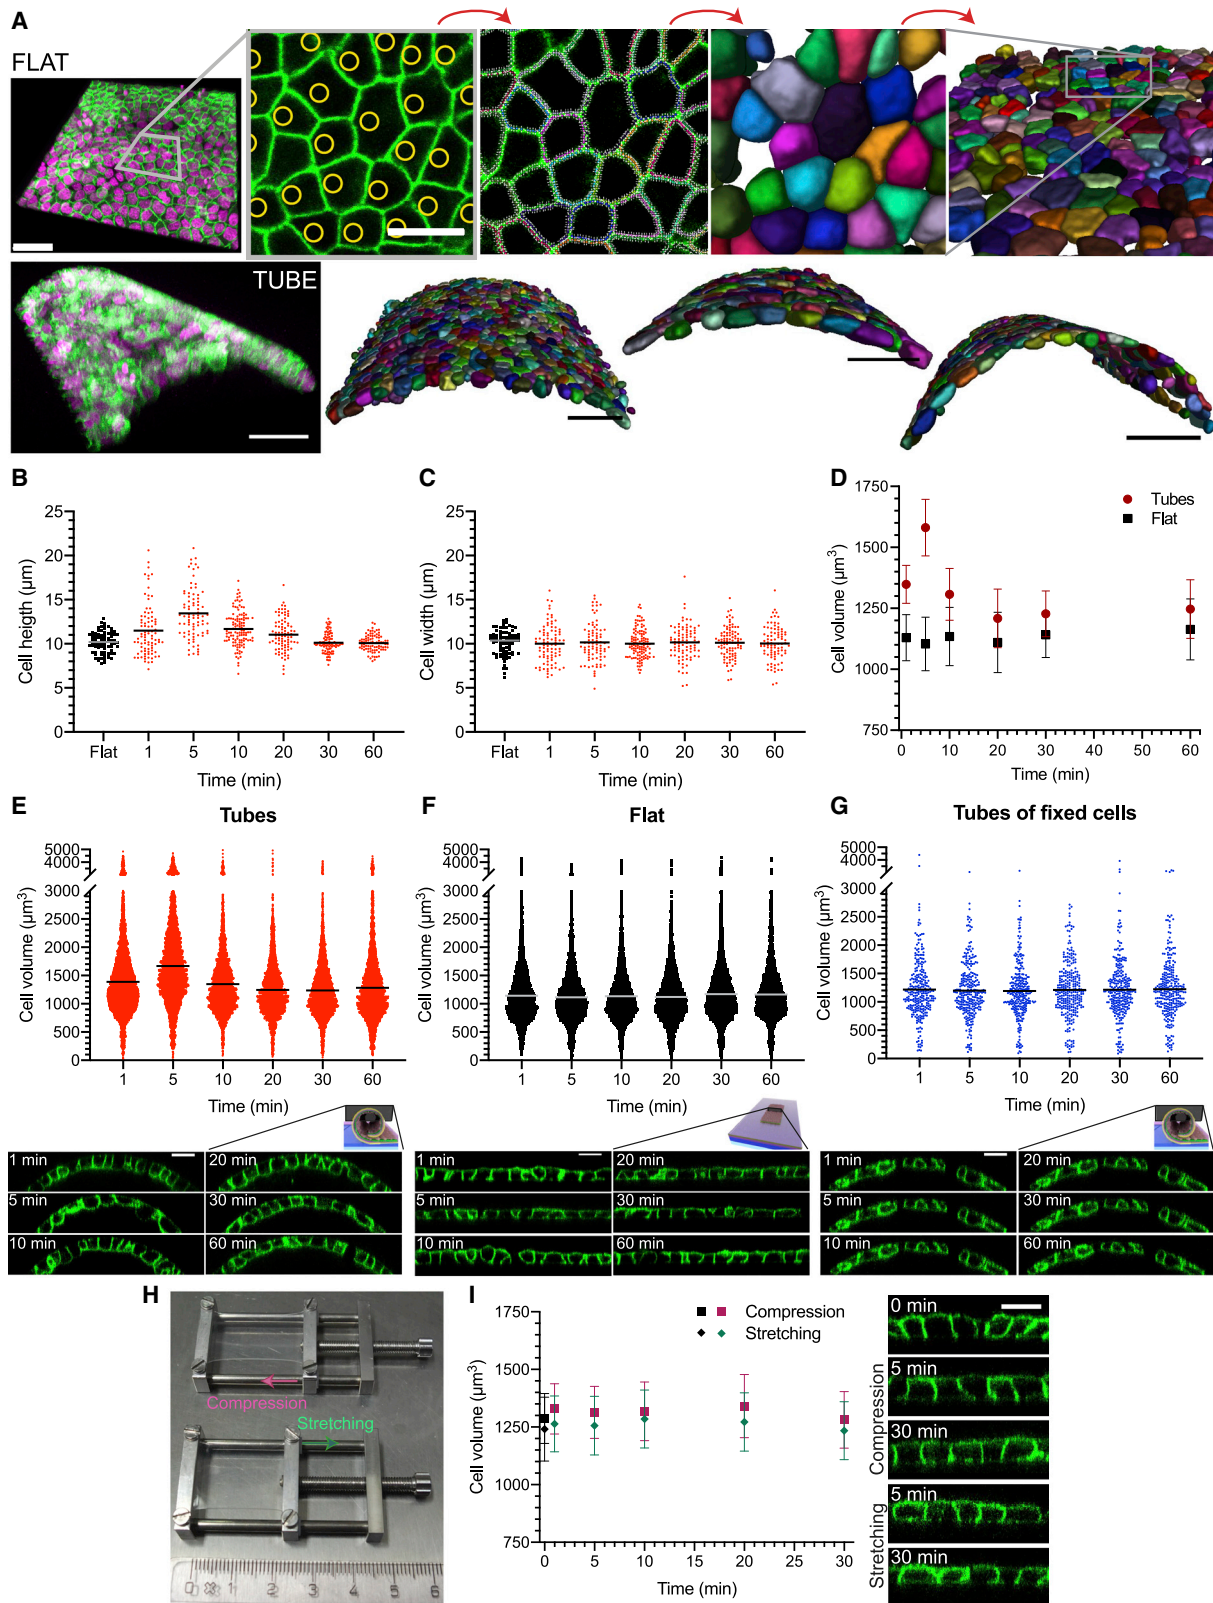 A
FLAT
TUBE
B
25
20
15
10
5
0
Cell heigth (µm)
Flat 1 5 10 20 30 60
Time (min)
C
25
20
15
10
5
0
Cell width (µm)
Flat 1 5 10 20 30 60
Time (min)
D
1750
1500
1250
1000
750
Cell volume (µm³)
Tubes
Flat
0 10 20 30 40 50 60
Time (min)
E
Tubes
5000
4000
3000
2500
2000
1500
1000
500
0
Cell volume (µm³)
1 5 10 20 30 60
Time (min)
1 min
20 min
5 min
30 min
10 min
60 min
F
Flat
5000
4000
3000
2500
2000
1500
1000
500
0
Cell volume (µm³)
1 5 10 20 30 60
Time (min)
1 min
20 min
5 min
30 min
10 min
60 min
G
Tubes of fixed cells
5000
4000
3000
2500
2000
1500
1000
500
0
Cell volume (µm³)
1 5 10 20 30 60
Time (min)
1 min
20 min
5 min
30 min
10 min
60 min
H
Compression
Stretching
0 1 2 3 4 5 6
I
1750
1500
1250
1000
750
Cell volume (µm³)
Compression
Stretching
0 5 10 15 20 25 30
Time (min)
0 min
5 min
30 min
Compression
5 min
30 min
Stretching